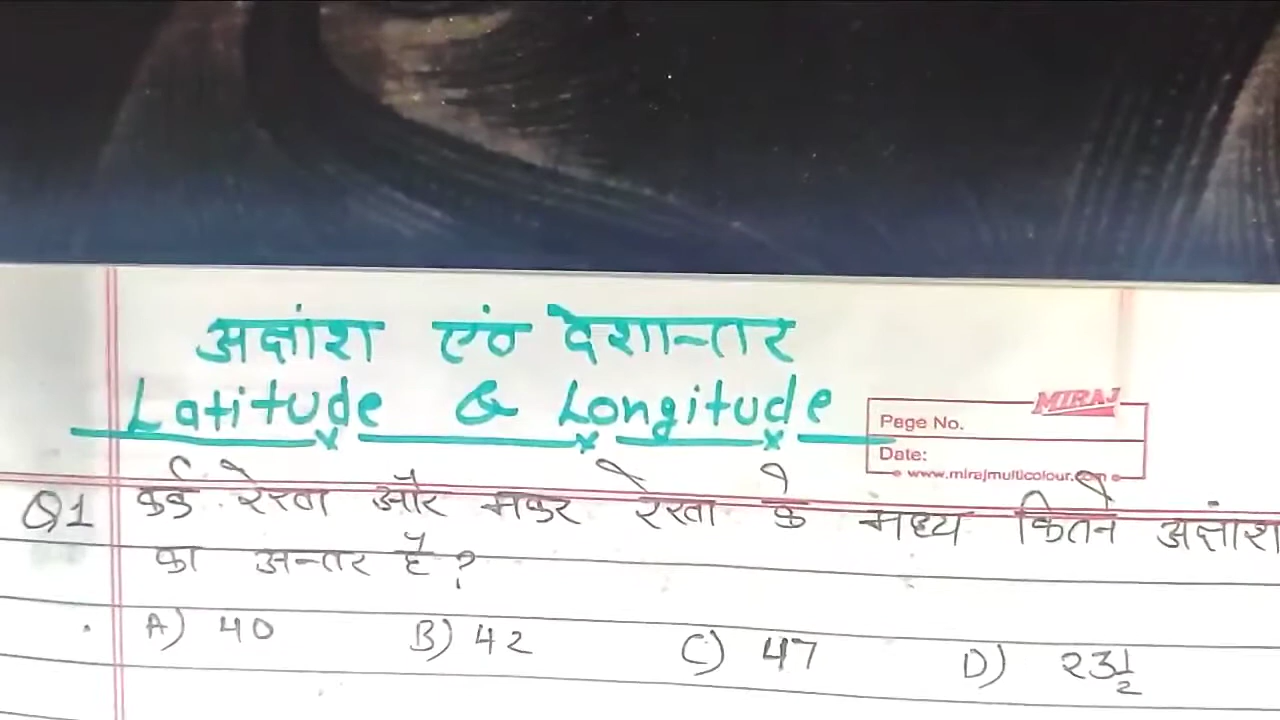 अक्षांश एंव देशान्तर
Latitude & Longitude
MIRAJ
Page No.
Date:
www.mirajmulticolour.com
Q1 कर्क रेखा और मकर रेखा के मध्य कितने अक्षांश
का अन्तर है?
A) 40 B) 42 C) 47 D) 23½